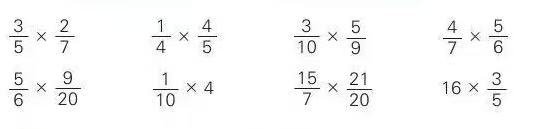 3/5 × 2/7 1/4 × 4/5 3/10 × 5/9 4/7 × 5/6
5/6 × 9/20 1/10 × 4 15/7 × 21/20 16 × 3/5